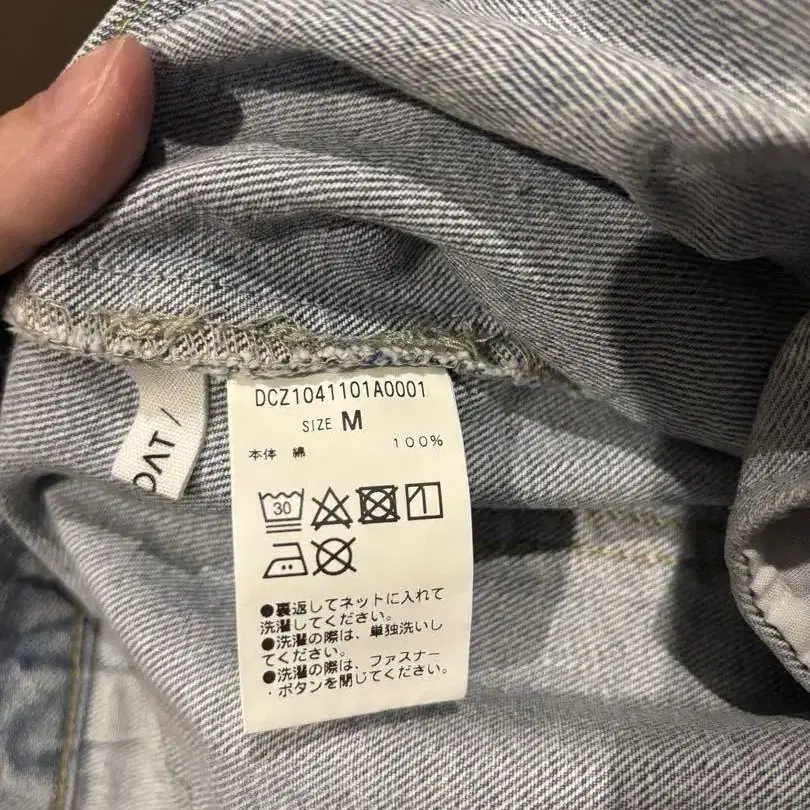 DCZ1041101A0001
SIZE M
本体 綿 100%
30
●裏返してネットに入れて
洗濯してください。
●洗濯の際は、単独洗いし
てください。
●洗濯の際は、ファスナー
・ボタンを閉じてください。